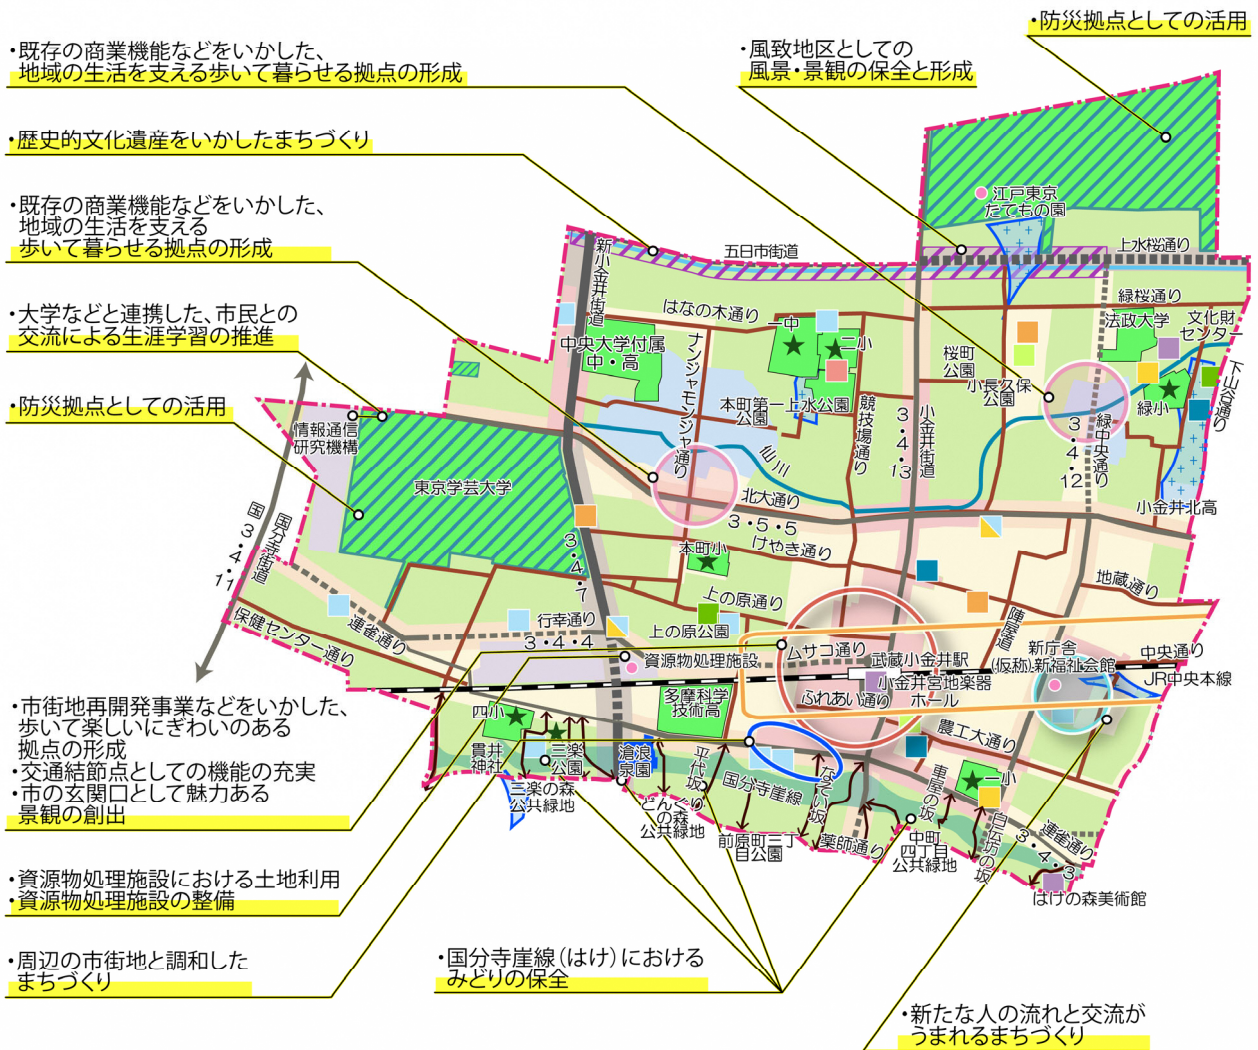 ・防災拠点としての活用
・既存の商業機能などをいかした、
地域の生活を支える歩いて暮らせる拠点の形成
・風致地区としての
風景・景観の保全と形成
・歴史的文化遺産をいかしたまちづくり
・既存の商業機能などをいかした、
地域の生活を支える
歩いて暮らせる拠点の形成
・大学などと連携した、市民との
交流による生涯学習の推進
・防災拠点としての活用
江戸東京
たてもの園
五日市街道
上水桜通り
新小金井街道
はなの木通り
緑桜通り
一中
二小
法政大学
文化財
センター
中央大学付属
中・高
ナンジャモンジャ通り
桜町
公園
小長久保
公園
下山谷通り
本町第一
公園
上水公園
競技場通り
小金井街道
3・4・13
緑中央通り
3・4・12
緑小
情報通信
研究機構
東京学芸大学
仙川
北大通り
3・5・5
けやき通り
小金井北高
国分寺街道
国3・4・11
3・4・7
本町小
地蔵通り
上の原通り
上の原公園
陣屋道
保健センター通り
連雀通り
行幸通り
3・4・4
資源物処理施設
ムサコ通り
武蔵小金井駅
小金井宮地楽器
ホール
ふれあい通り
新庁舎
(仮称)新福祉会館
中央通り
JR中央本線
多摩科学
技術高
農工大通り
四小
貫井
神社
三楽
公園
滄浪
泉園
平代坂
国分寺崖線
なそい坂
車屋の坂
一小
三楽の森
公共緑地
どんぐり
の森
公共緑地
前原町三丁
目公園
薬師通り
中町
四丁目
公共緑地
白伝坊の坂
連雀通り
3・4・3
はけの森美術館
・市街地再開発事業などをいかした、
歩いて楽しいにぎわいのある
拠点の形成
・交通結節点としての機能の充実
・市の玄関口として魅力ある
景観の創出
・資源物処理施設における土地利用
・資源物処理施設の整備
・周辺の市街地と調和した
まちづくり
・国分寺崖線(はけ)における
みどりの保全
・新たな人の流れと交流が
うまれるまちづくり